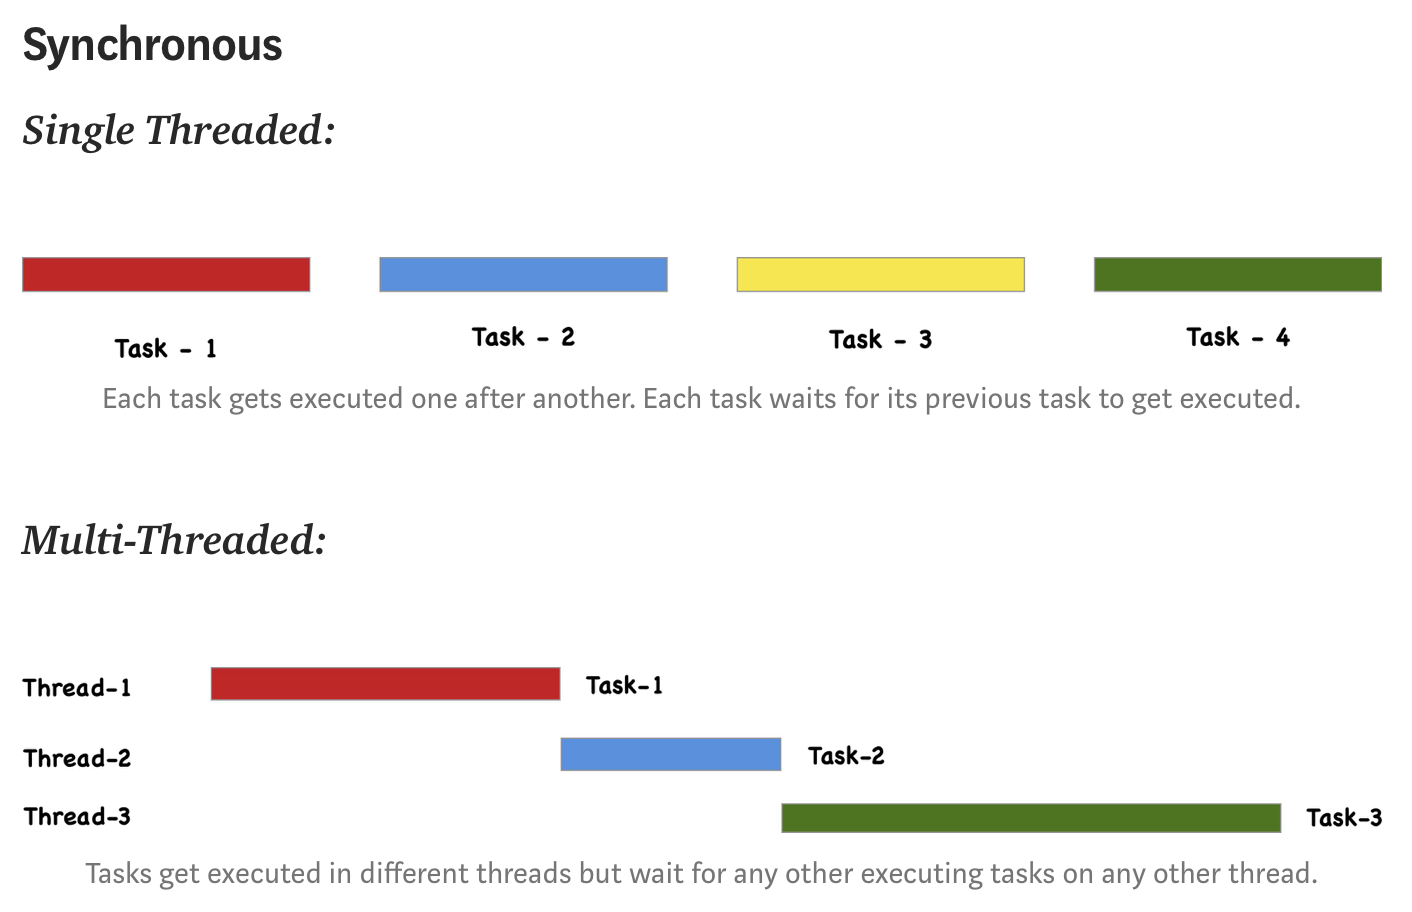 Synchronous
Single Threaded:
Task - 1
Task - 2
Task - 3
Task - 4
Each task gets executed one after another. Each task waits for its previous task to get executed.
Multi-Threaded:
Thread-1
Task-1
Thread-2
Task-2
Thread-3
Task-3
Tasks get executed in different threads but wait for any other executing tasks on any other thread.